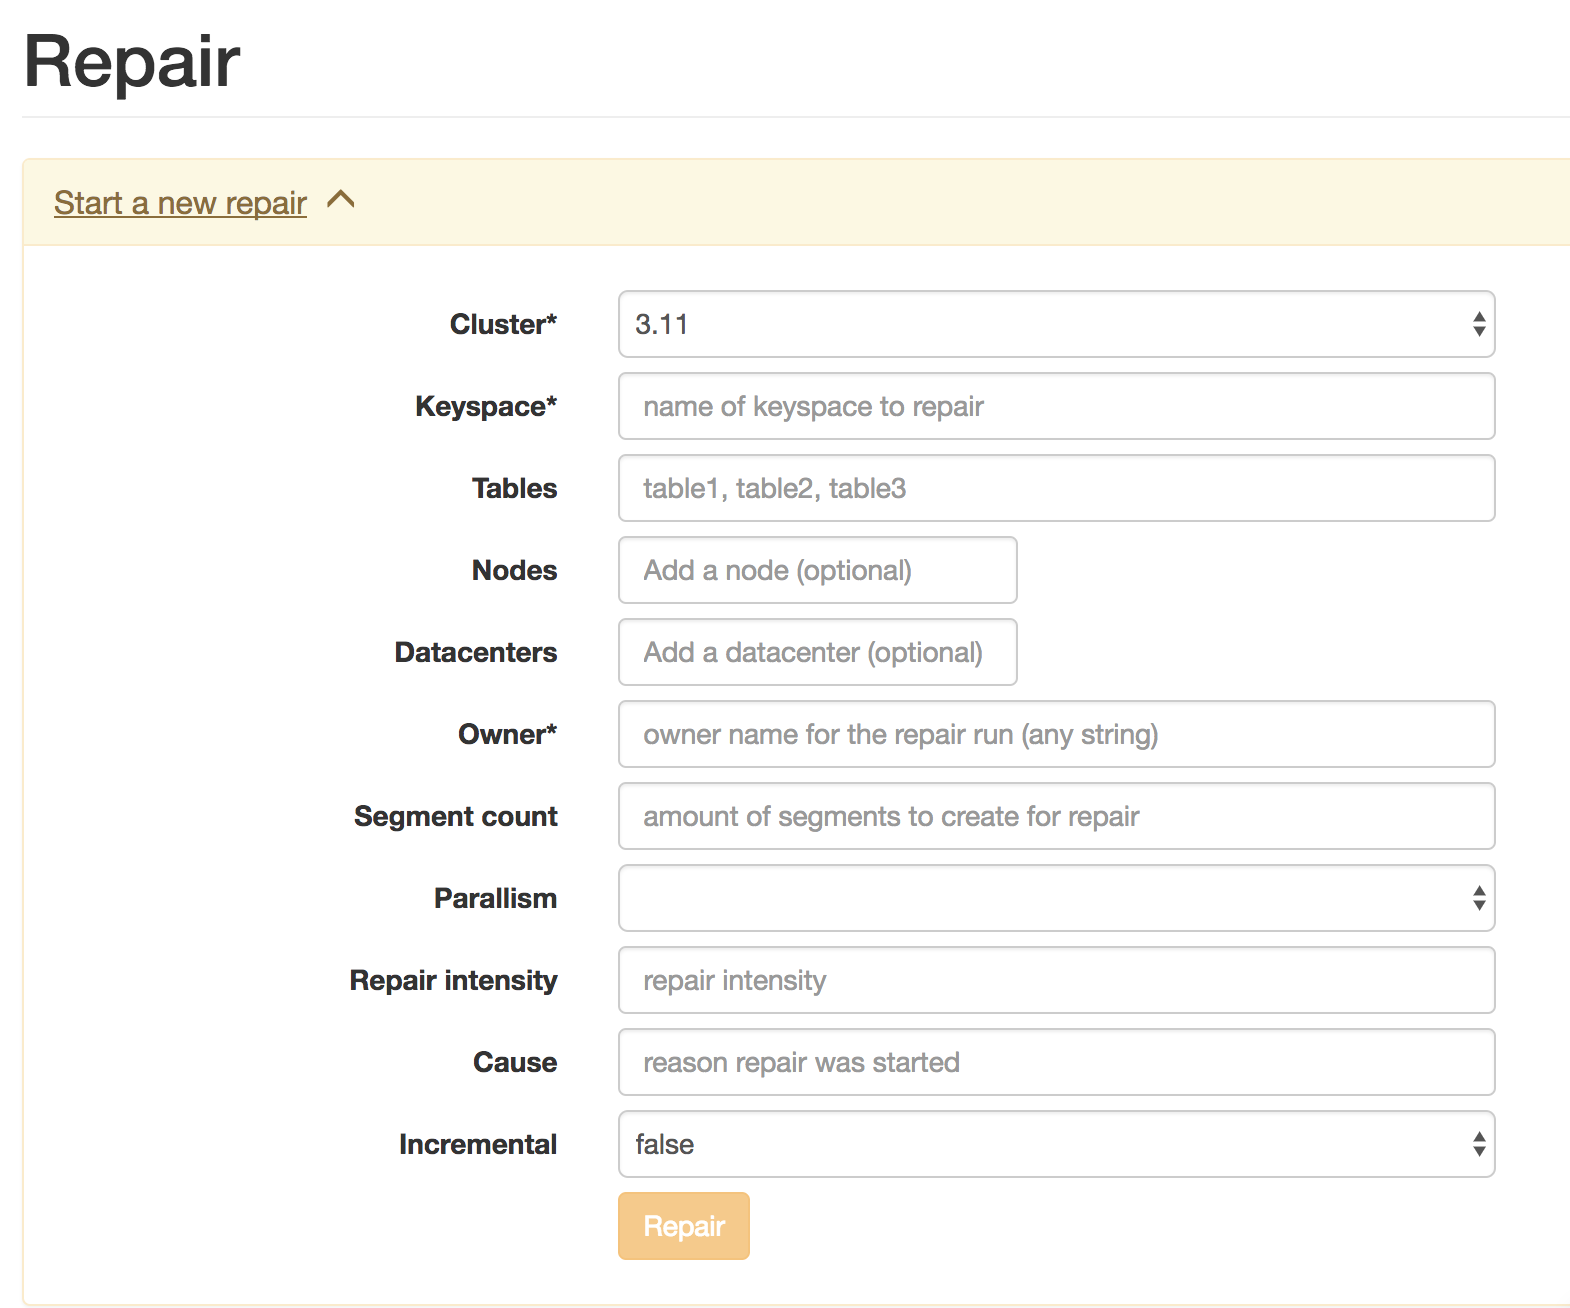 Repair
Start a new repair
Cluster* 3.11
Keyspace* name of keyspace to repair
Tables table1, table2, table3
Nodes Add a node (optional)
Datacenters Add a datacenter (optional)
Owner* owner name for the repair run (any string)
Segment count amount of segments to create for repair
Parallism
Repair intensity repair intensity
Cause reason repair was started
Incremental false
Repair